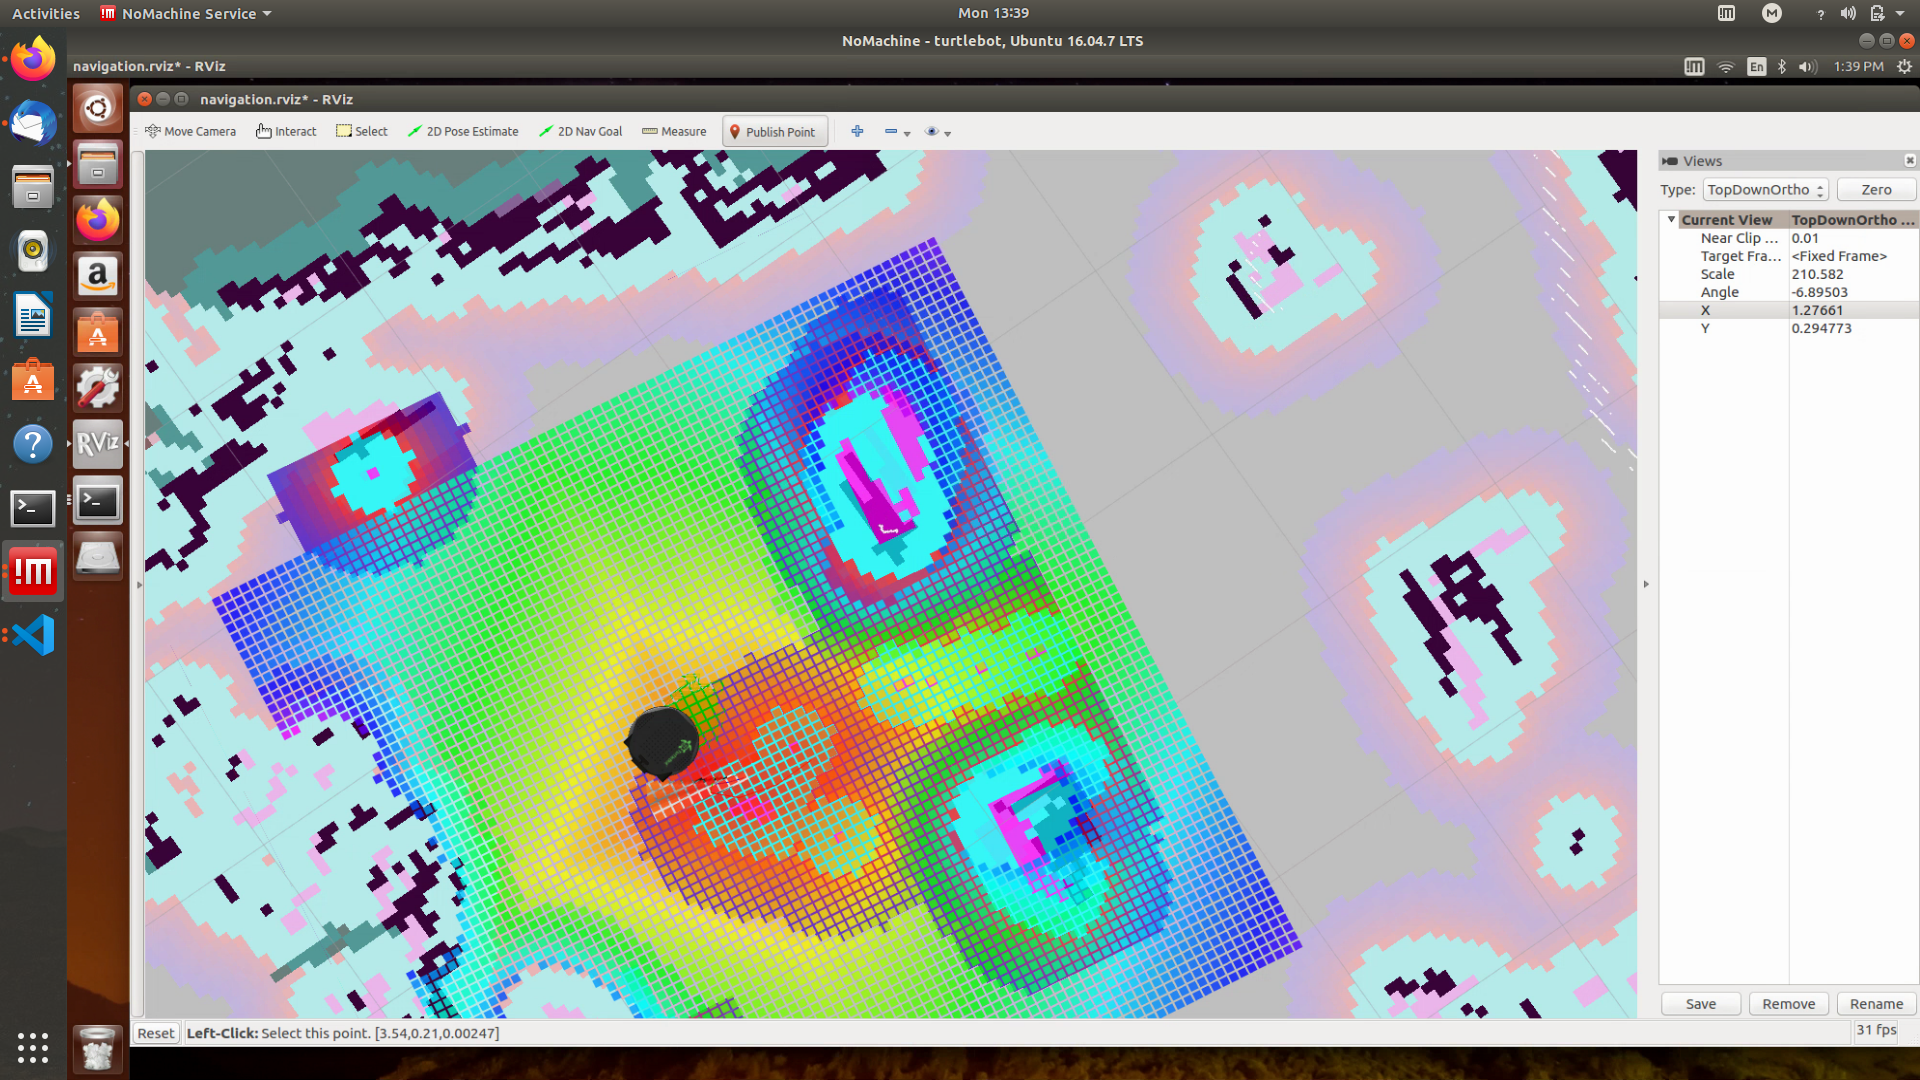 Activities
NoMachine Service
Mon 13:39
NoMachine - turtlebot, Ubuntu 16.04.7 LTS
navigation.rviz* - RViz
En
1:39 PM
navigation.rviz* - RViz
Move Camera
Interact
Select
2D Pose Estimate
2D Nav Goal
Measure
Publish Point
Views
Type:
TopDownOrtho
Zero
Current View
TopDownOrtho ...
Near Clip ...
0.01
Target Fra...
<Fixed Frame>
Scale
210.582
Angle
-6.89503
X
1.27661
Y
0.294773
RViz
Save
Remove
Rename
Reset
Left-Click: Select this point. [3.54,0.21,0.00247]
31 fps